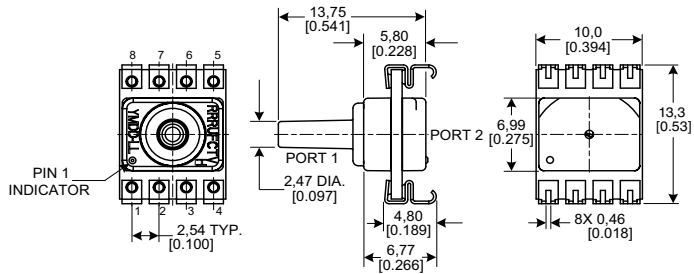 13,75
[0.541]
5,80
[0.228]
10,0
[0.394]
8 7 6 5
RRRUFCTV
YMDC-LL
H
PORT 1
PORT 2
2,47 DIA.
[0.097]
6,99
[0.275]
13,3
[0.53]
PIN 1
INDICATOR
1 2 3 4
2,54 TYP.
[0.100]
4,80
[0.189]
6,77
[0.266]
8X 0,46
[0.018]